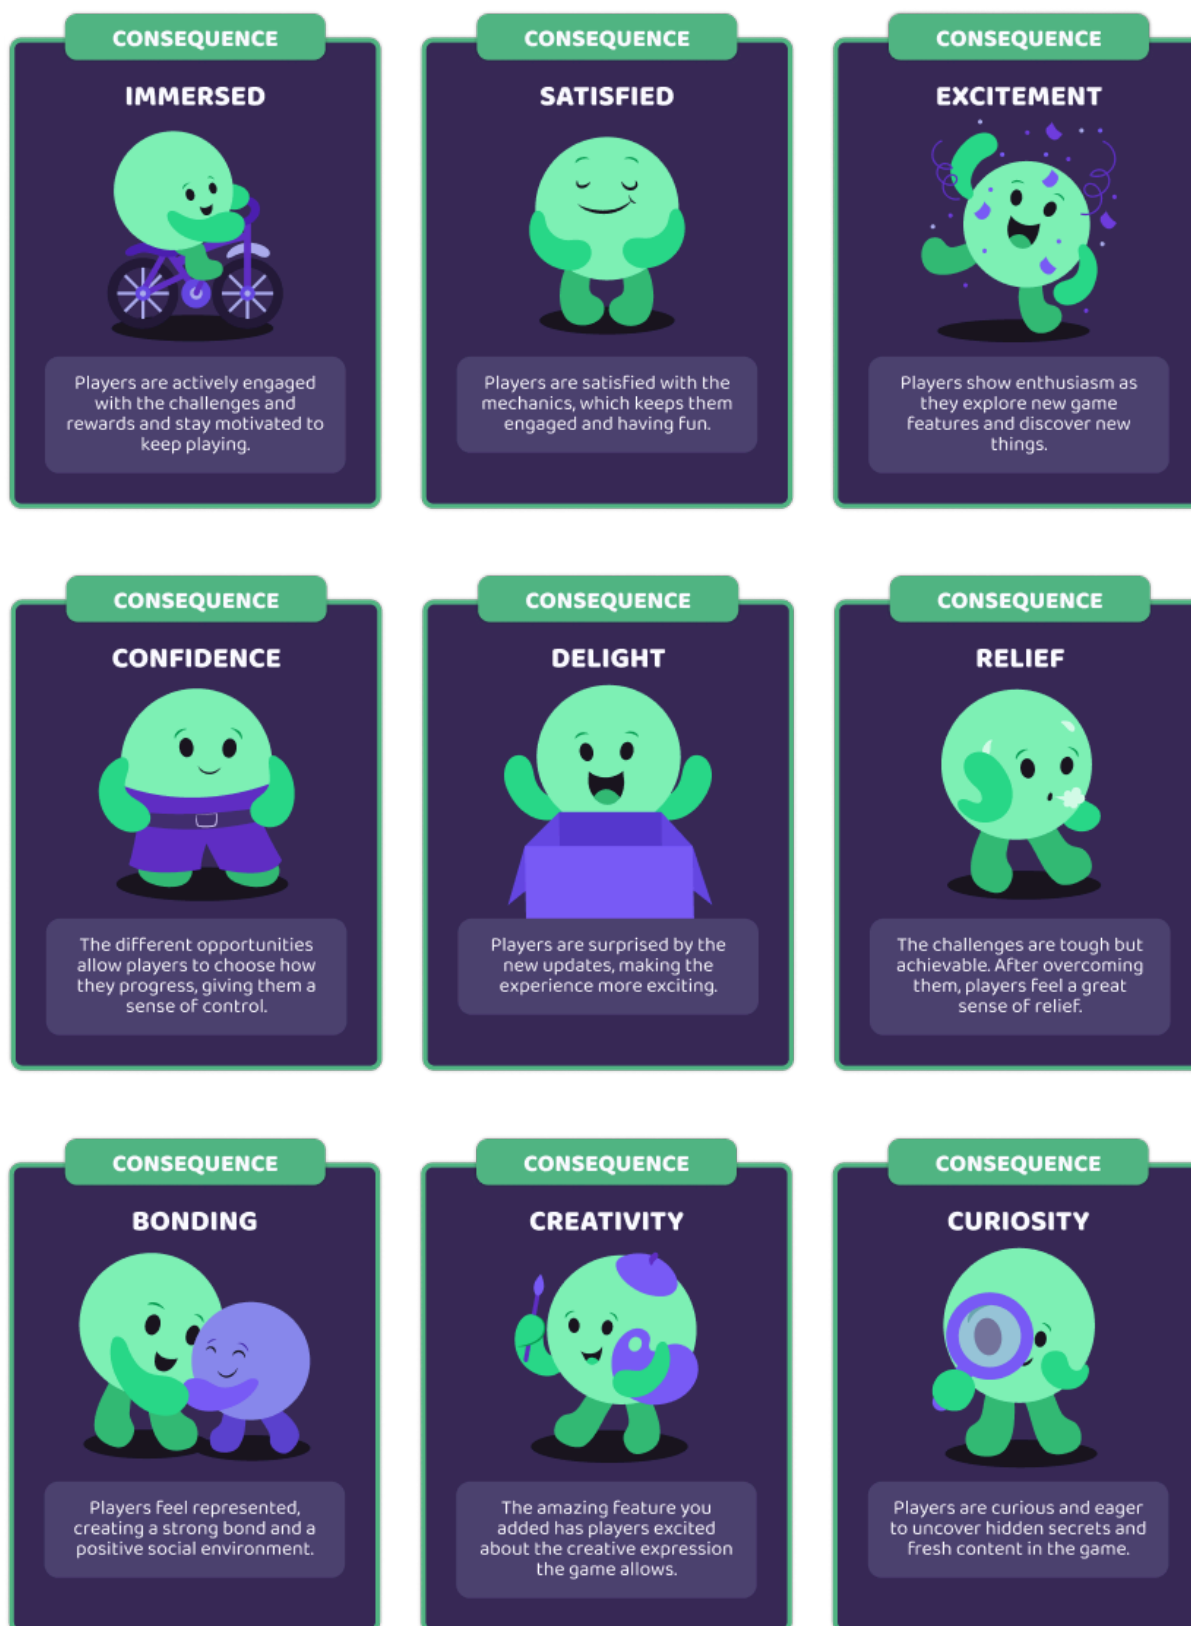 CONSEQUENCE
IMMERSED
Players are actively engaged
with the challenges and
rewards and stay motivated to
keep playing.
CONSEQUENCE
SATISFIED
Players are satisfied with the
mechanics, which keeps them
engaged and having fun.
CONSEQUENCE
EXCITEMENT
Players show enthusiasm as
they explore new game
features and discover new
things.
CONSEQUENCE
CONFIDENCE
The different opportunities
allow players to choose how
they progress, giving them a
sense of control.
CONSEQUENCE
DELIGHT
Players are surprised by the
new updates, making the
experience more exciting.
CONSEQUENCE
RELIEF
The challenges are tough but
achievable. After overcoming
them, players feel a great
sense of relief.
CONSEQUENCE
BONDING
Players feel represented,
creating a strong bond and a
positive social environment.
CONSEQUENCE
CREATIVITY
The amazing feature you
added has players excited
about the creative expression
the game allows.
CONSEQUENCE
CURIOSITY
Players are curious and eager
to uncover hidden secrets and
fresh content in the game.